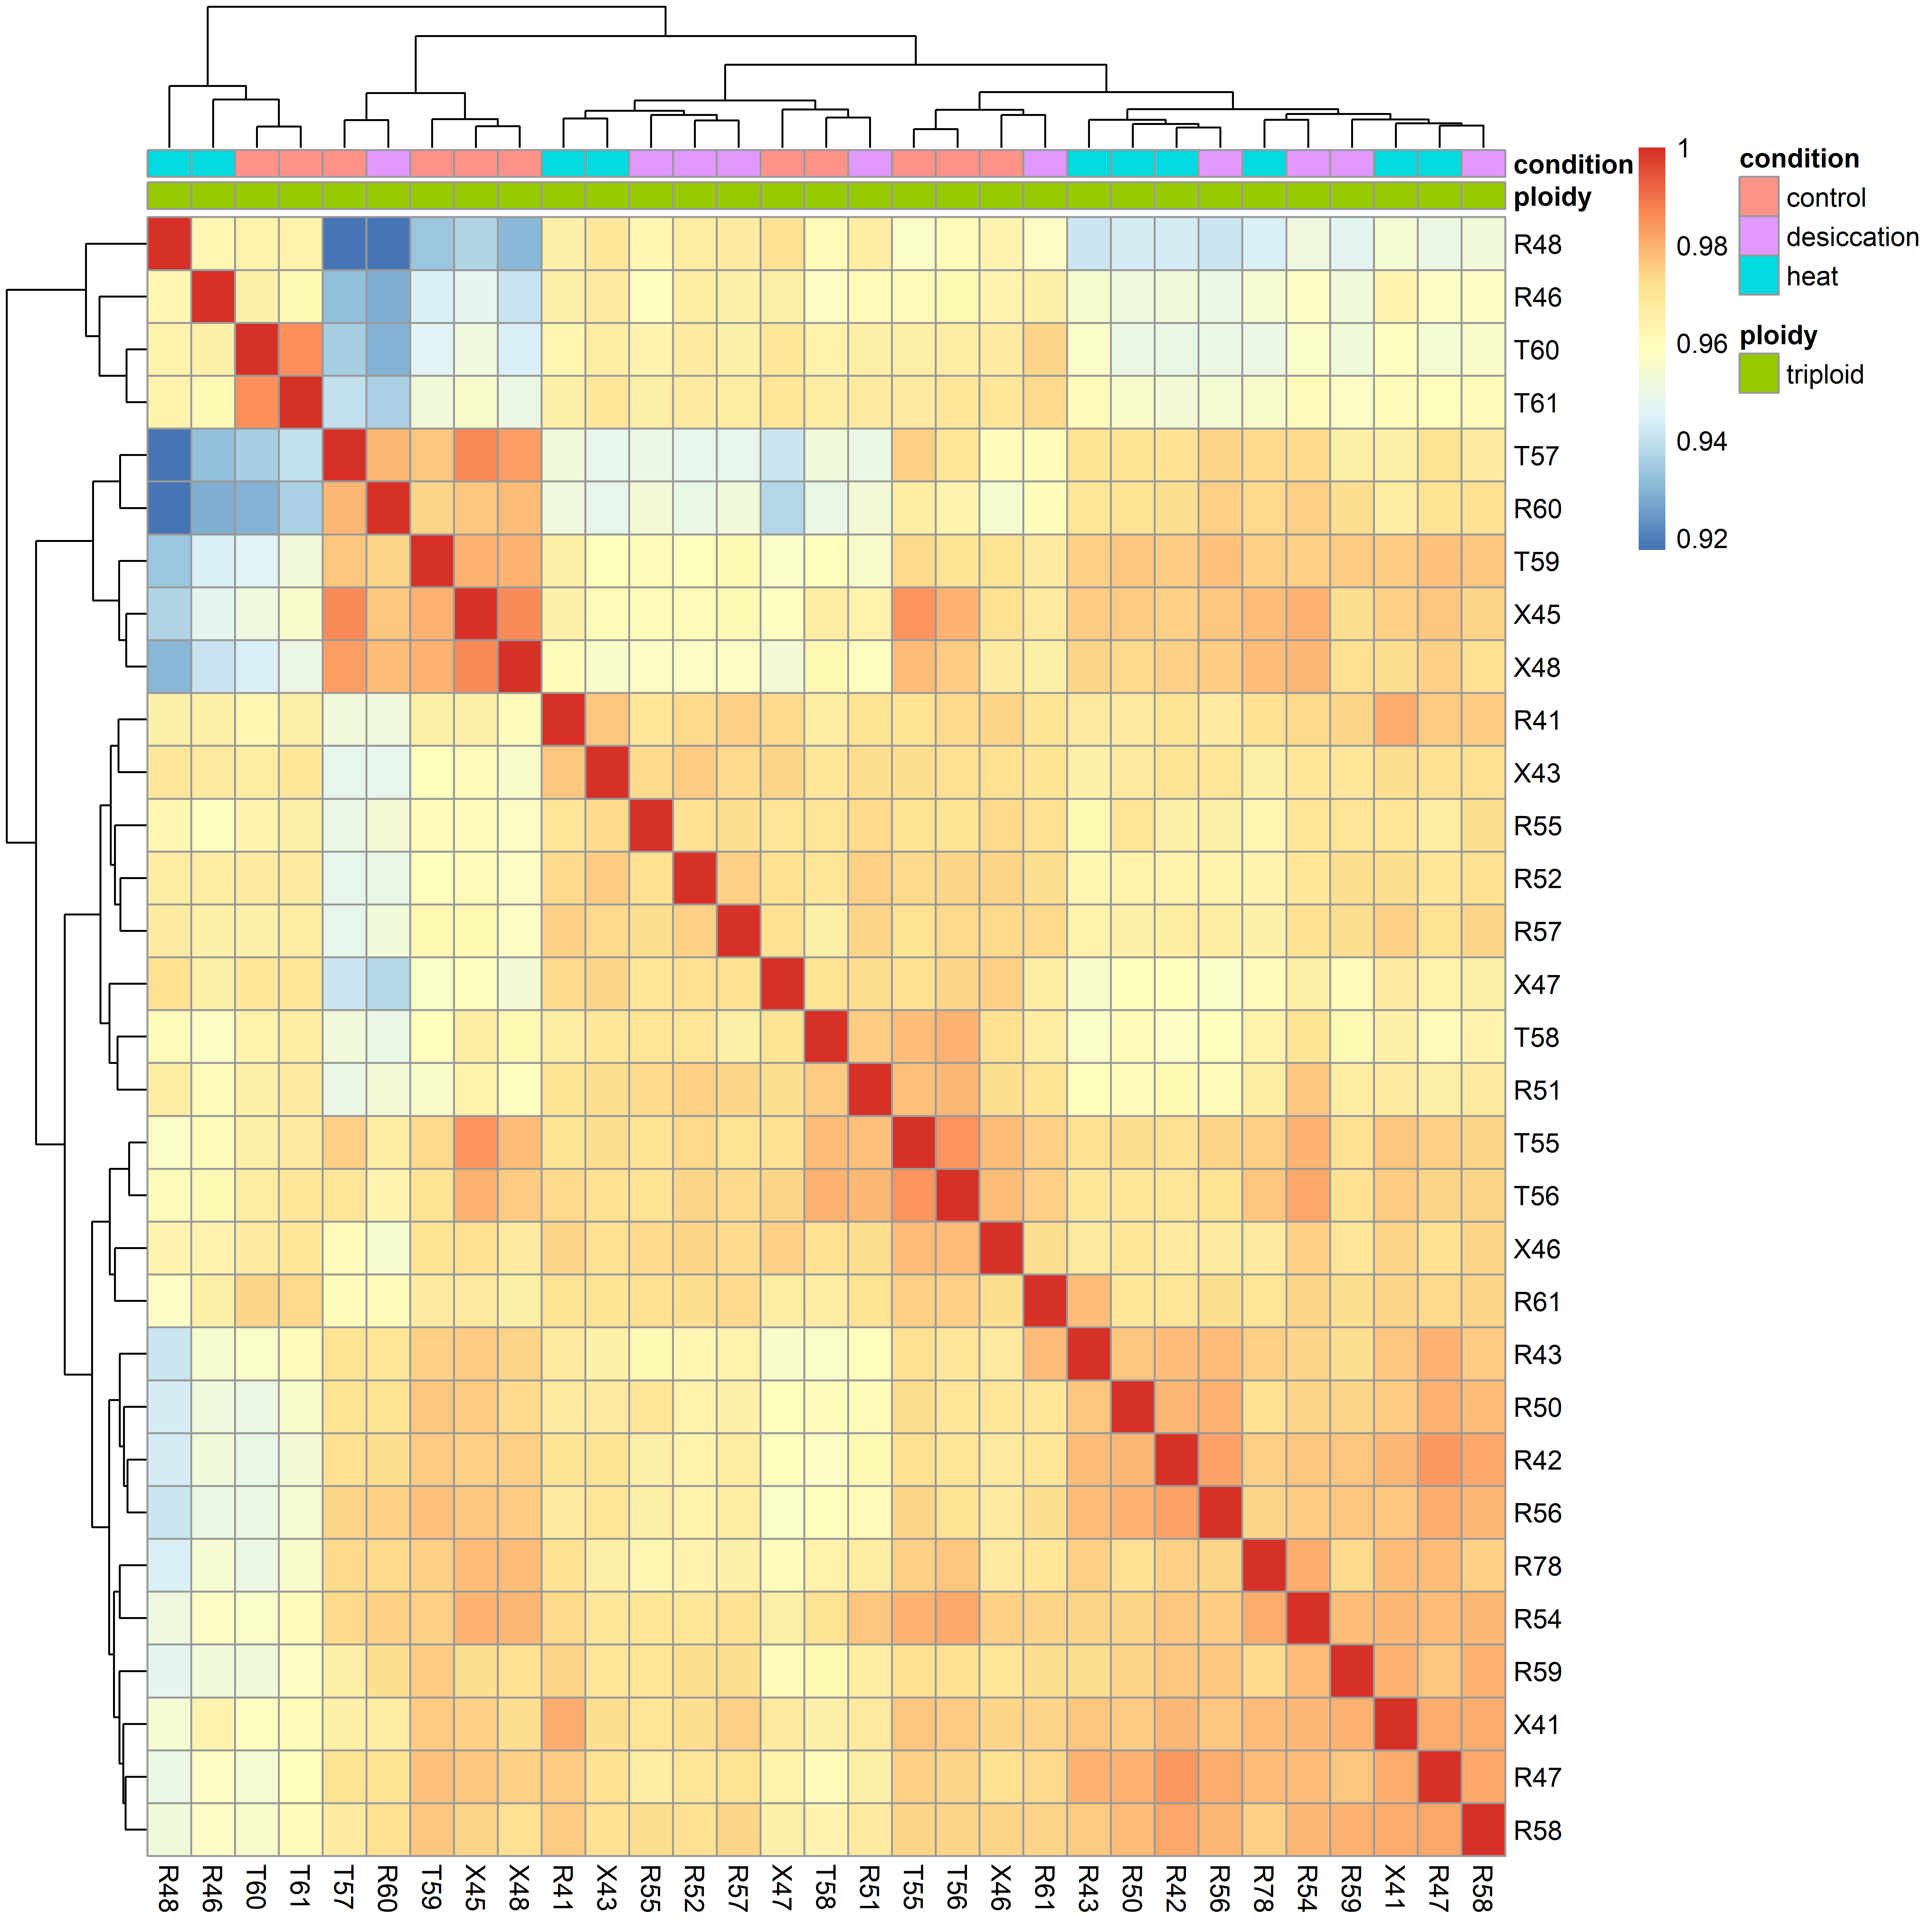 condition
ploidy
R48
R46
T60
T61
T57
R60
T59
X45
X48
R41
X43
R55
R52
R57
X47
T58
R51
T55
T56
X46
R61
R43
R50
R42
R56
R78
R54
R59
X41
R47
R58
R48
R46
T60
T61
T57
R60
T59
X45
X48
R41
X43
R55
R52
R57
X47
T58
R51
T55
T56
X46
R61
R43
R50
R42
R56
R78
R54
R59
X41
R47
R58
1
0.98
0.96
0.94
0.92
condition
control
desiccation
heat
ploidy
triploid